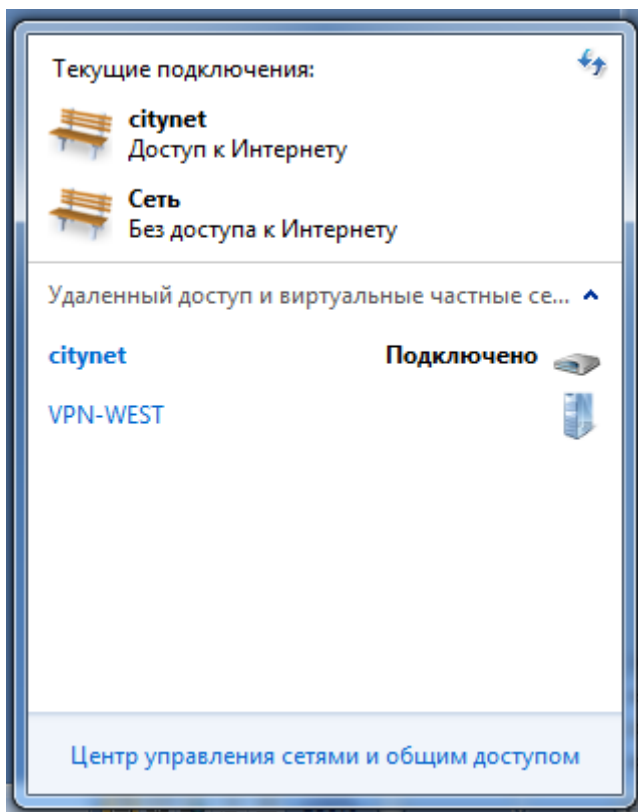 Текущие подключения:
citynet
Доступ к Интернету
Сеть
Без доступа к Интернету
Удаленный доступ и виртуальные частные се...
citynet Подключено
VPN-WEST
Центр управления сетями и общим доступом